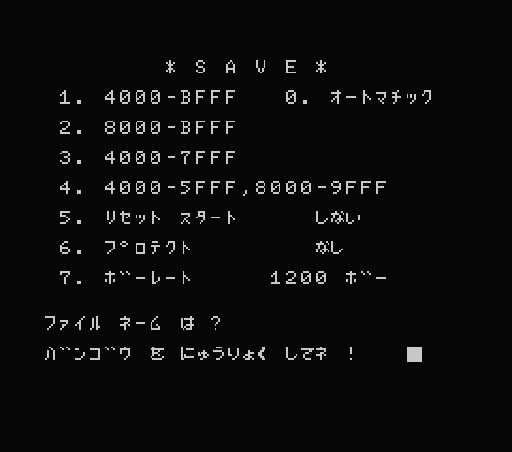 * S A V E *
1. 4000-BFFF 0. オートマチック
2. 8000-BFFF
3. 4000-7FFF
4. 4000-5FFF,8000-9FFF
5. リセット スタート しない
6. プロテクト なし
7. ボーレート 1200 ボー
ファイル ネーム は ?
バンゴウ を にゅうりょく してネ !